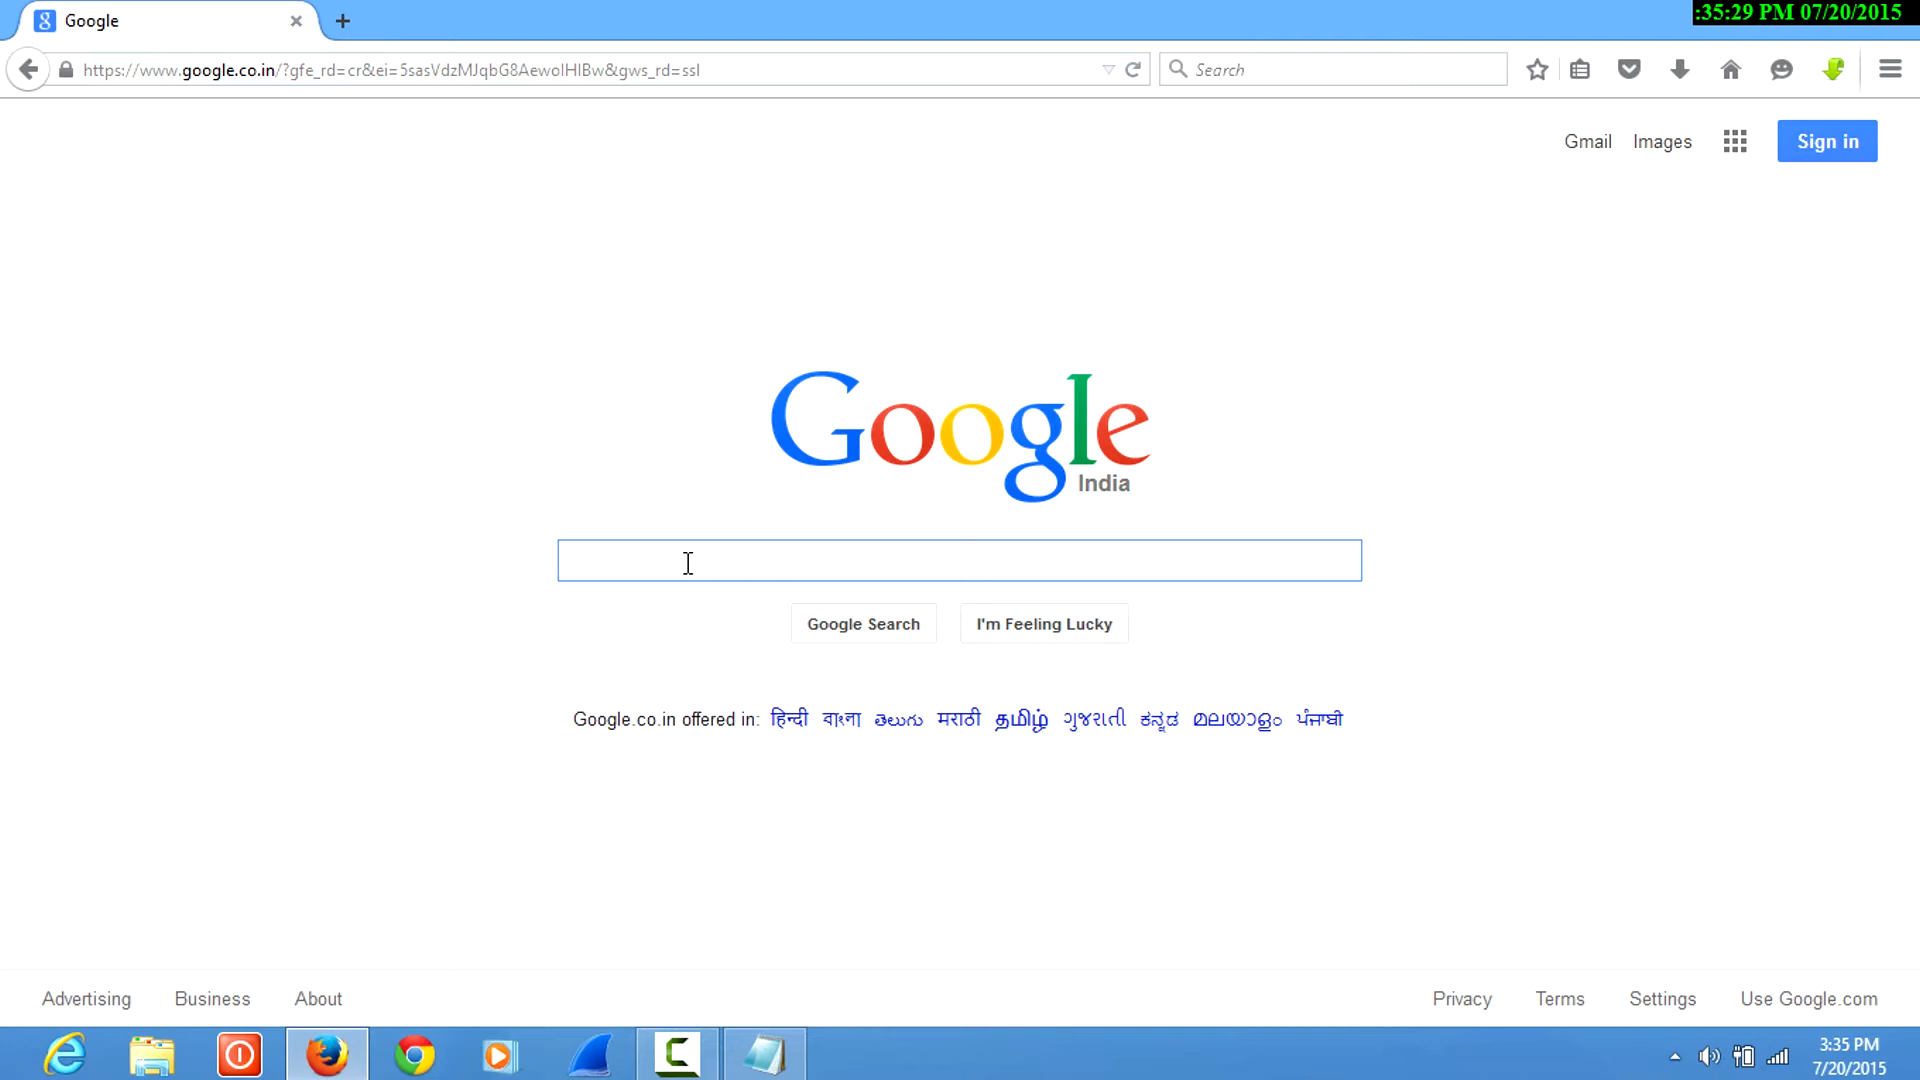 Google
:35:29 PM 07/20/2015
https://www.google.co.in/?gfe_rd=cr&ei=5sasVdzMJqbG8AewoIHIBw&gws_rd=ssl
Search
Gmail Images Sign in
Google
India
Google Search I'm Feeling Lucky
Google.co.in offered in: हिन्दी বাংলা తెలుగు मराठी தமிழ் ગુજરાતી ಕನ್ನಡ മലയാളം ਪੰਜਾਬੀ
Advertising Business About Privacy Terms Settings Use Google.com
3:35 PM
7/20/2015